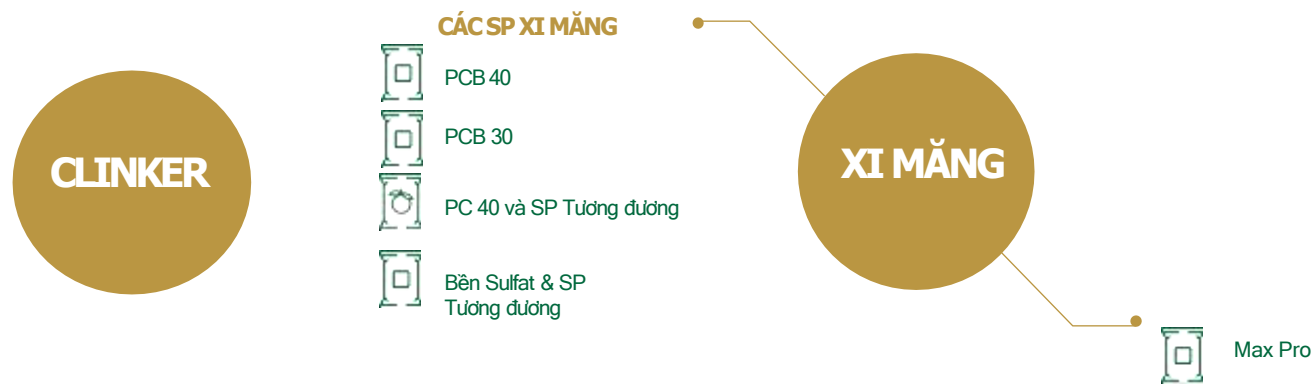 CÁC SP XI MĂNG
PCB 40
PCB 30
CLINKER
XI MĂNG
PC 40 và SP Tương đương
Bền Sulfat & SP
Tương đương
Max Pro